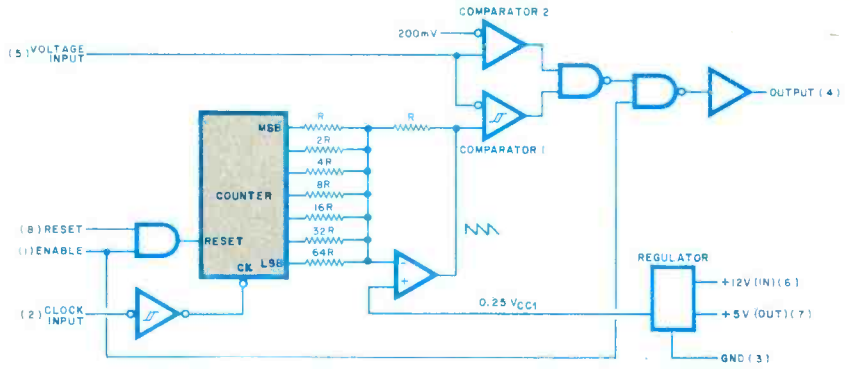 COMPARATOR 2
200mV
(5) VOLTAGE
INPUT
OUTPUT (4)
MSB
R
R
2R
COMPARATOR 1
4R
8R
COUNTER
16R
(8) RESET
32R
RESET
(1) ENABLE
64R
CK
LSB
REGULATOR
-
+
+12V (IN) (6)
0.25 VCC1
(2) CLOCK
INPUT
+5V (OUT) (7)
GND (3)